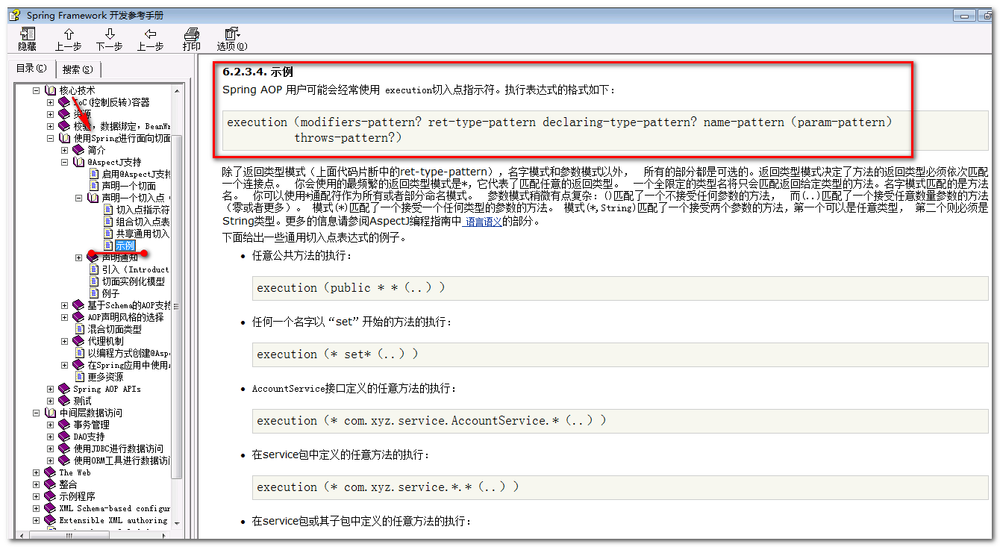 Spring Framework 开发参考手册
隐藏 上一步 下一步 上一步 打印 选项(O)
目录(C) 搜索(S)
核心技术
IoC(控制反转)容器
资源
校验，数据绑定，BeanWr
使用Spring进行面向切面
简介
@AspectJ支持
启用@AspectJ支持
声明一个切面
声明一个切入点
切入点指示符
组合切入点表
共享通用切入
示例
声明通知
引入（Introduct
切面实例化模型
例子
基于Schema的AOP支持
AOP声明风格的选择
混合切面类型
代理机制
以编程方式创建@Asp
在Spring应用中使用
更多资源
Spring AOP APIs
测试
中间层数据访问
事务管理
DAO支持
使用JDBC进行数据访问
使用ORM工具进行数据访问
The Web
整合
示例程序
XML Schema-based configur
Extensible XML authoring
6.2.3.4. 示例
Spring AOP 用户可能会经常使用 execution切入点指示符。执行表达式的格式如下：
execution（modifiers-pattern? ret-type-pattern declaring-type-pattern? name-pattern（param-pattern）
throws-pattern?）
除了返回类型模式（上面代码片断中的ret-type-pattern），名字模式和参数模式以外， 所有的部分都是可选的。返回类型模式决定了方法的返回类型必须依次匹配
一个连接点。 你会使用的最频繁的返回类型模式是*，它代表了匹配任意的返回类型。 一个全限定的类型名将只会匹配返回给定类型的方法。名字模式匹配的是方法
名。 你可以使用*通配符作为所有或者部分命名模式。 参数模式稍微有点复杂：()匹配了一个不接受任何参数的方法， 而(..)匹配了一个接受任意数量参数的方法
（零或者更多）。 模式(*)匹配了一个接受一个任何类型的参数的方法。 模式(*,String)匹配了一个接受两个参数的方法，第一个可以是任意类型， 第二个则必须是
String类型。更多的信息请参阅AspectJ编程指南中 语言语义的部分。
下面给出一些通用切入点表达式的例子。
• 任意公共方法的执行：
execution（public * *（..））
• 任何一个名字以“set”开始的方法的执行：
execution（* set*（..））
• AccountService接口定义的任意方法的执行：
execution（* com.xyz.service.AccountService.*（..））
• 在service包中定义的任意方法的执行：
execution（* com.xyz.service.*.*（..））
• 在service包或其子包中定义的任意方法的执行：